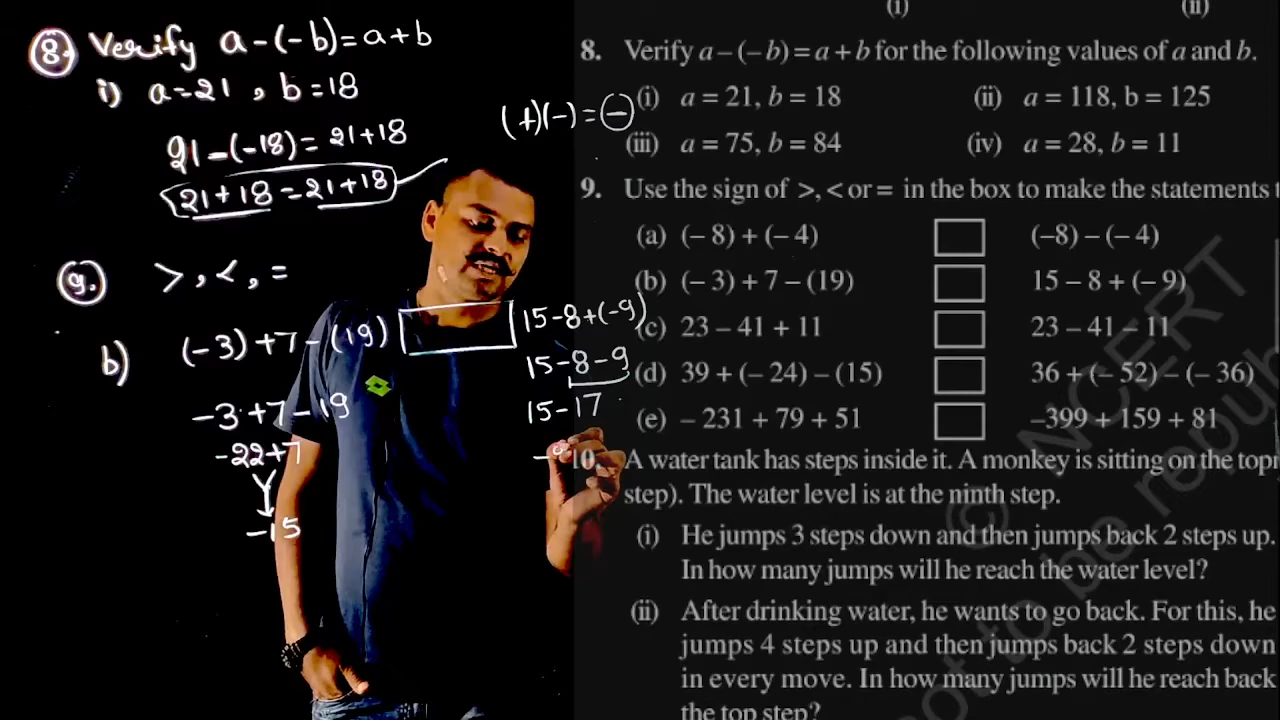 8. Verify a-(-b)=a+b
i) a=21, b=18
21-(-18)=21+18
21+18=21+18
(+)(-)=-
9. >, <, =
b) (-3)+7-(19) 15-8+(-9)
15-8-9
-3+7-19 15-17
-22+7
-15
(i) (ii)
8. Verify a – (– b) = a + b for the following values of a and b.
(i) a = 21, b = 18 (ii) a = 118, b = 125
(iii) a = 75, b = 84 (iv) a = 28, b = 11
9. Use the sign of >, < or = in the box to make the statements
(a) (– 8) + (– 4) (–8) – (– 4)
(b) (– 3) + 7 – (19) 15 – 8 + (– 9)
(c) 23 – 41 + 11 23 – 41 – 11
(d) 39 + (– 24) – (15) 36 + (– 52) – (– 36)
(e) – 231 + 79 + 51 –399 + 159 + 81
10. A water tank has steps inside it. A monkey is sitting on the
step). The water level is at the ninth step.
(i) He jumps 3 steps down and then jumps back 2 steps up.
In how many jumps will he reach the water level?
(ii) After drinking water, he wants to go back. For this, he
jumps 4 steps up and then jumps back 2 steps down
in every move. In how many jumps will he reach back
the top step?
© NCERT
not to be republ